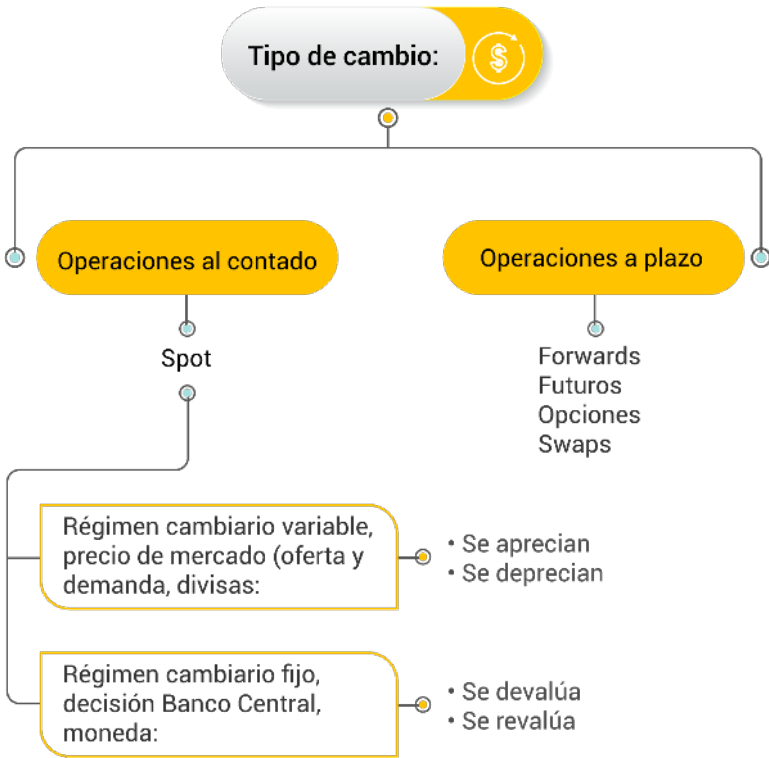 Tipo de cambio:
$
Operaciones al contado
Operaciones a plazo
Spot
Forwards
Futuros
Opciones
Swaps
Régimen cambiario variable,
precio de mercado (oferta y
demanda, divisas:
• Se aprecian
• Se deprecian
Régimen cambiario fijo,
decisión Banco Central,
moneda:
• Se devalúa
• Se revalúa